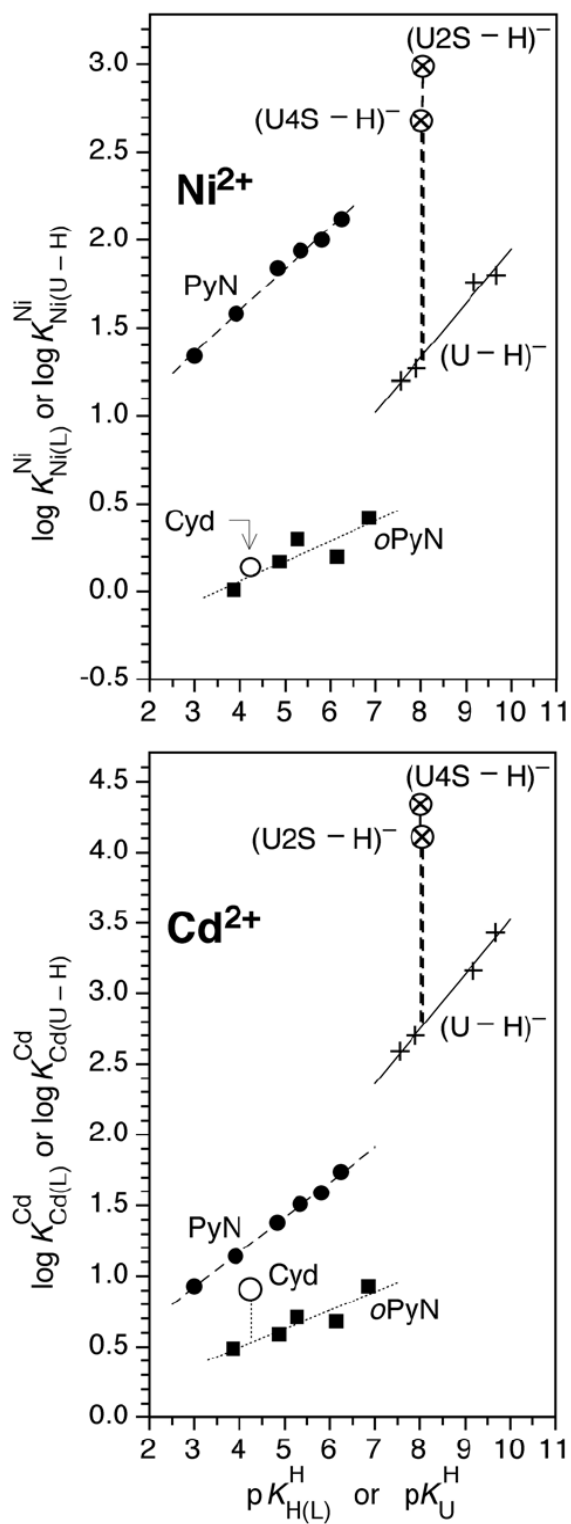 (U2S – H)⁻
3.0
(U4S – H)⁻
2.5
Ni²⁺
2.0
PyN
1.5
(U – H)⁻
1.0
0.5
Cyd
oPyN
0.0
-0.5
log K^Ni_Ni(L) or log K^Ni_Ni(U – H)
2 3 4 5 6 7 8 9 10 11
4.5
(U4S – H)⁻
(U2S – H)⁻
4.0
3.5
Cd²⁺
3.0
(U – H)⁻
2.5
2.0
1.5
PyN
Cyd
1.0
oPyN
0.5
0.0
log K^Cd_Cd(L) or log K^Cd_Cd(U – H)
2 3 4 5 6 7 8 9 10 11
pK^H_H(L) or pK^H_U